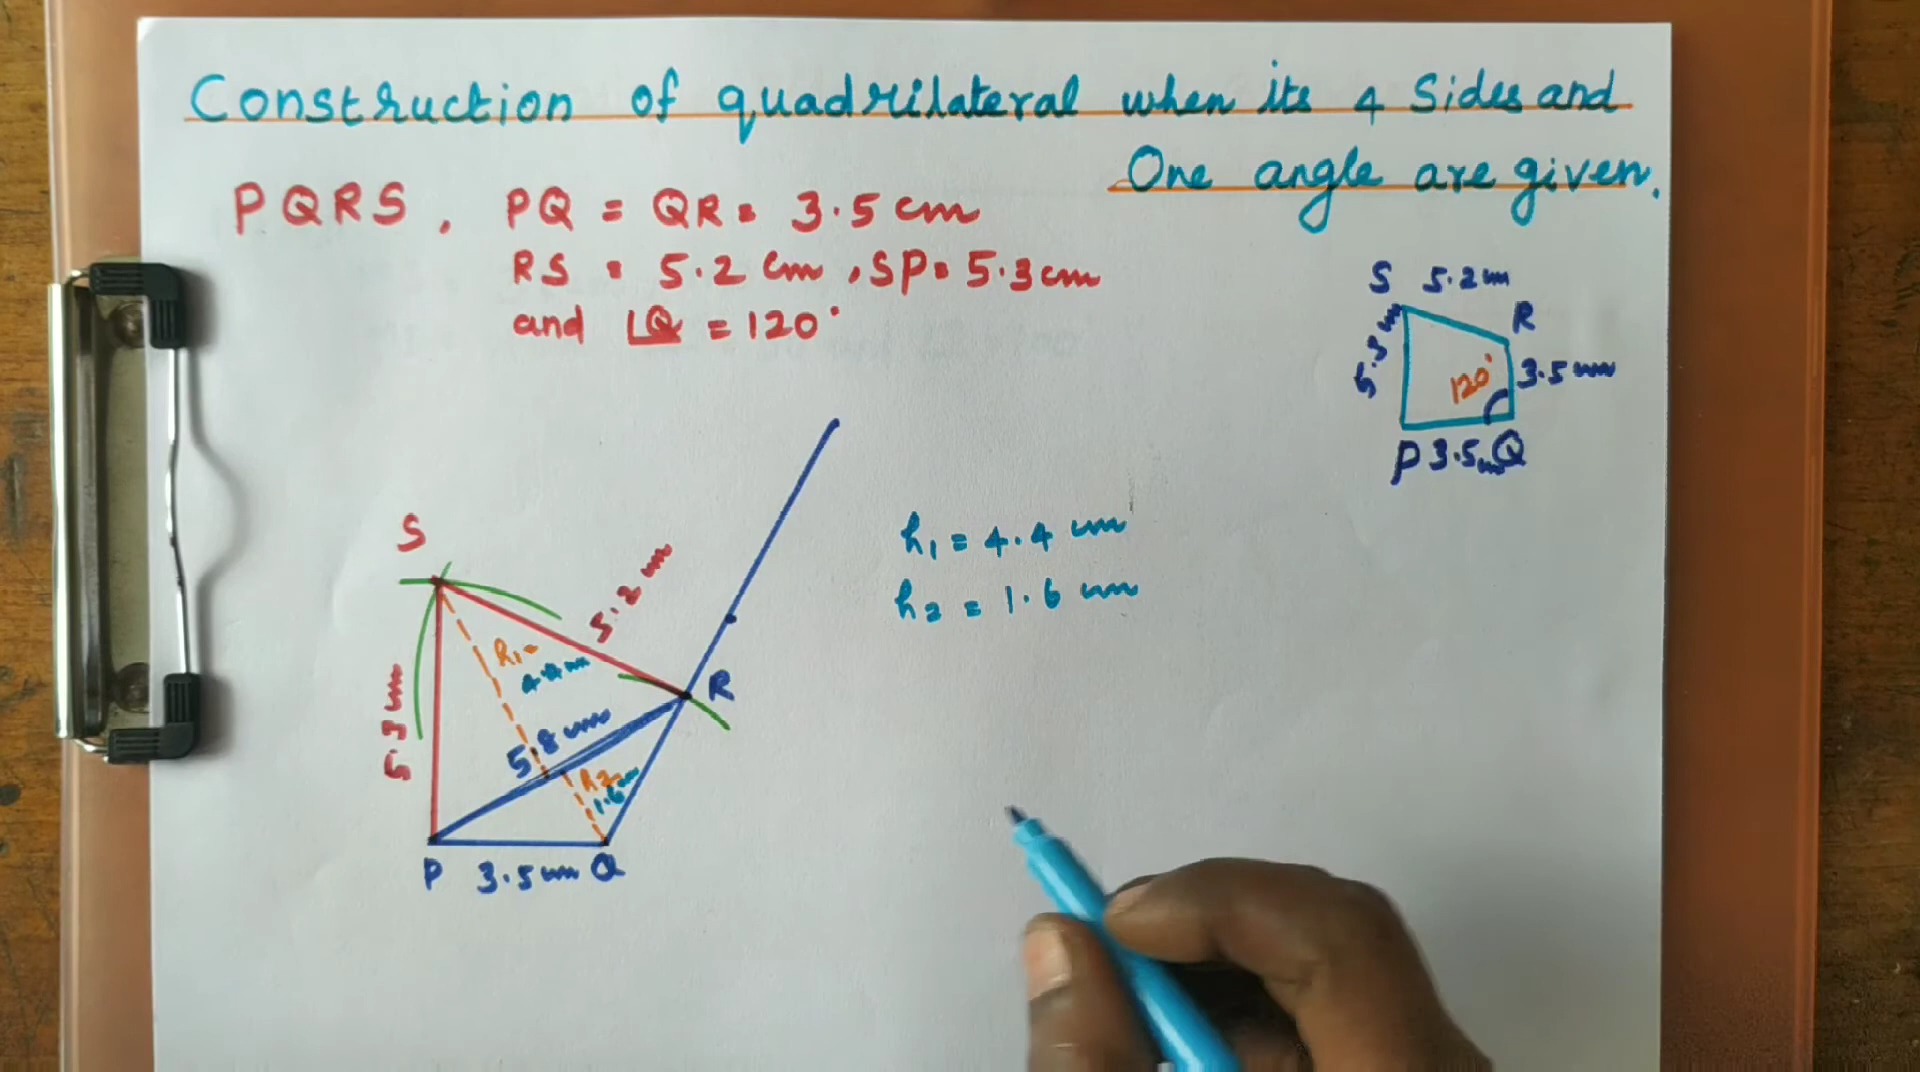 Construction of quadrilateral when its 4 Sides and
One angle are given.
PQRS, PQ = QR = 3.5 cm
RS = 5.2 cm, SP = 5.3 cm
and ∠Q = 120°
S 5.2 cm
R
5.3 cm
120°
3.5 cm
P 3.5 cm Q
S
5.2 cm
h₁ = 4.4 cm
h₂ = 1.6 cm
h₁ =
4.4 cm
R
5.3 cm
5.8 cm
h₂ =
1.6 cm
P 3.5 cm Q